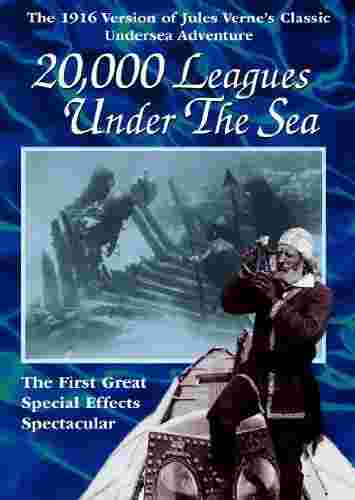 The 1916 Version of Jules Verne's Classic
Undersea Adventure
20,000 Leagues
Under The Sea
The First Great
Special Effects
Spectacular